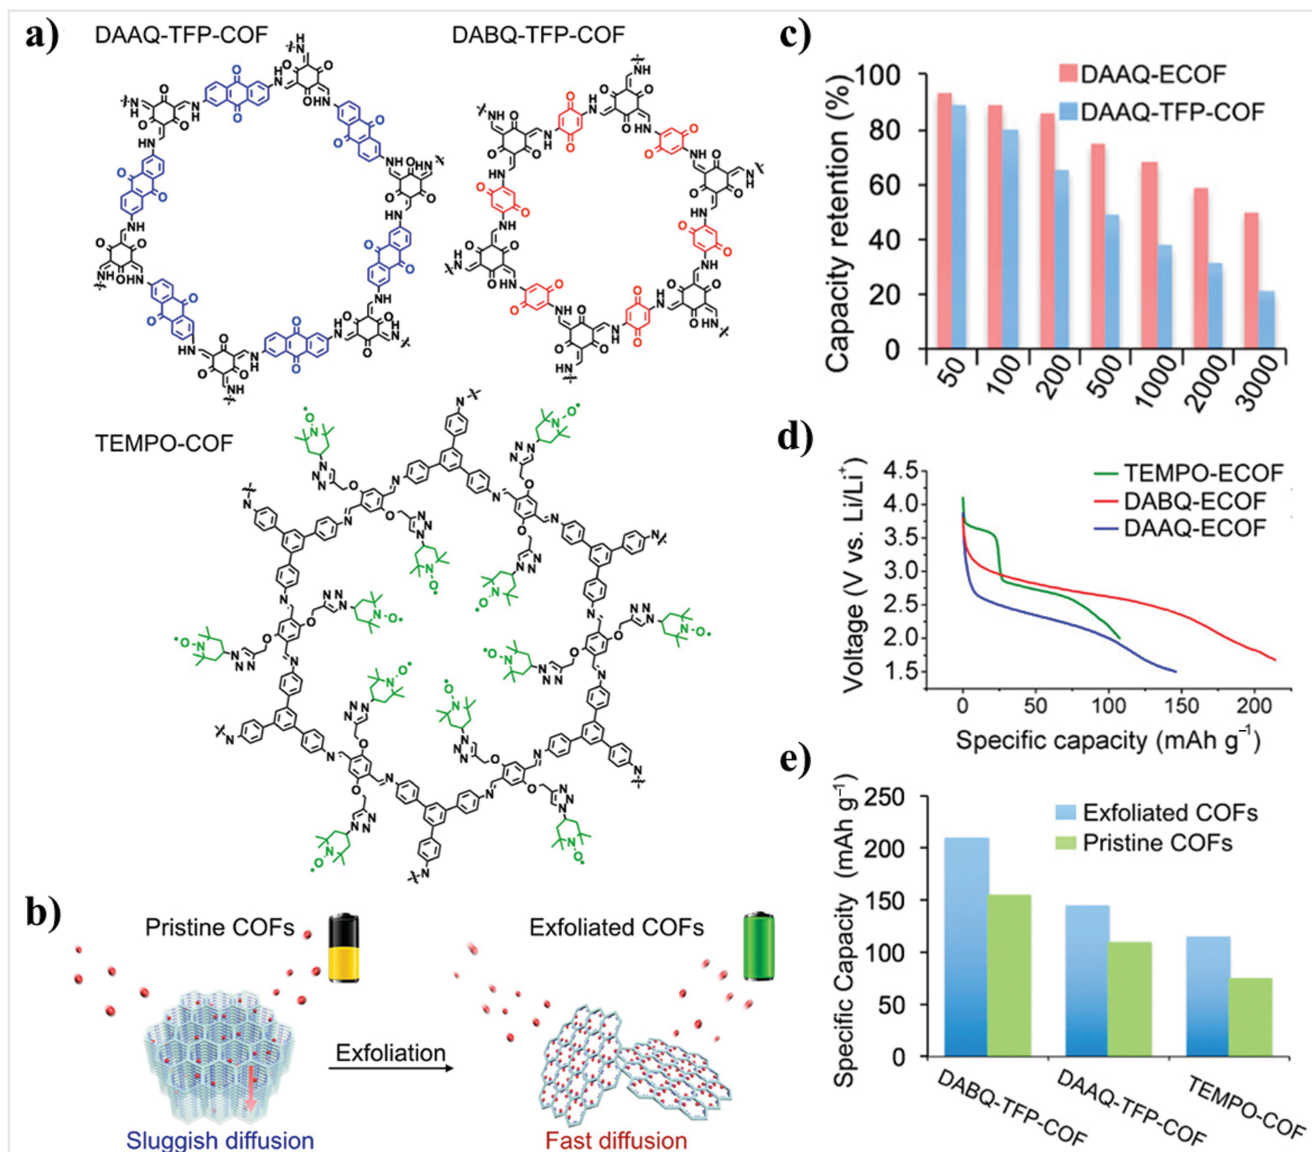 a)
DAAQ-TFP-COF
DABQ-TFP-COF
TEMPO-COF
b)
Pristine COFs
Exfoliated COFs
Exfoliation
Sluggish diffusion
Fast diffusion
c)
Capacity retention (%)
100
80
60
40
20
0
DAAQ-ECOF
DAAQ-TFP-COF
50
100
200
500
1000
2000
3000
d)
Voltage (V vs. Li/Li⁺)
4.5
4.0
3.5
3.0
2.5
2.0
1.5
TEMPO-ECOF
DABQ-ECOF
DAAQ-ECOF
0
50
100
150
200
Specific capacity (mAh g⁻¹)
e)
Specific Capacity (mAh g⁻¹)
250
200
150
100
50
0
Exfoliated COFs
Pristine COFs
DABQ-TFP-COF
DAAQ-TFP-COF
TEMPO-COF